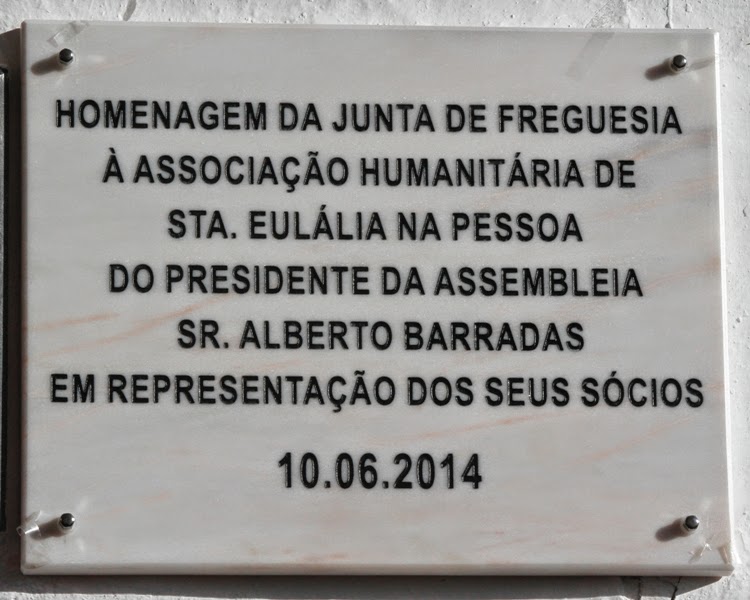 HOMENAGEM DA JUNTA DE FREGUESIA
À ASSOCIAÇÃO HUMANITÁRIA DE
STA. EULÁLIA NA PESSOA
DO PRESIDENTE DA ASSEMBLEIA
SR. ALBERTO BARRADAS
EM REPRESENTAÇÃO DOS SEUS SÓCIOS
10.06.2014